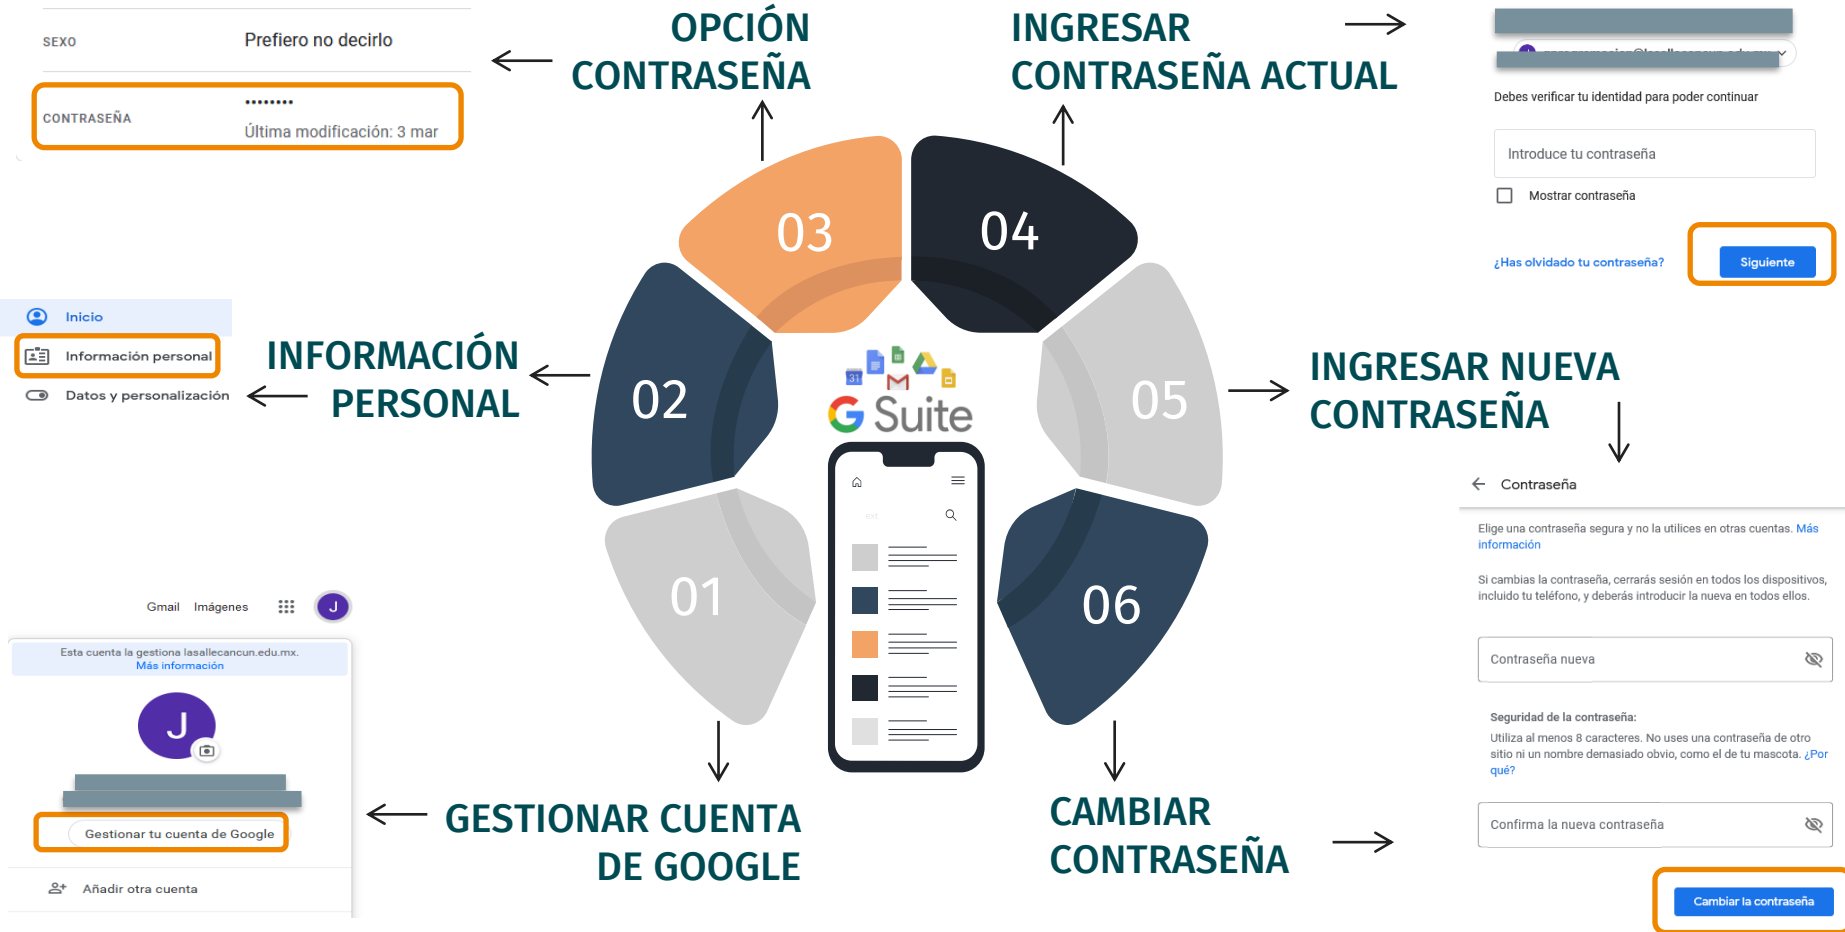 SEXO
Prefiero no decirlo
CONTRASEÑA
••••••••
Última modificación: 3 mar
OPCIÓN
CONTRASEÑA
INGRESAR
CONTRASEÑA ACTUAL
Debes verificar tu identidad para poder continuar
Introduce tu contraseña
Mostrar contraseña
¿Has olvidado tu contraseña?
Siguiente
03
04
Inicio
Información personal
Datos y personalización
INFORMACIÓN
PERSONAL
02
31
G Suite
05
INGRESAR NUEVA
CONTRASEÑA
Contraseña
Elige una contraseña segura y no la utilices en otras cuentas. Más
información
Si cambias la contraseña, cerrarás sesión en todos los dispositivos,
incluido tu teléfono, y deberás introducir la nueva en todos ellos.
Contraseña nueva
Seguridad de la contraseña:
Utiliza al menos 8 caracteres. No uses una contraseña de otro
sitio ni un nombre demasiado obvio, como el de tu mascota. ¿Por
qué?
Confirma la nueva contraseña
Cambiar la contraseña
01
06
Gmail Imágenes
J
Esta cuenta la gestiona lasallecancun.edu.mx.
Más información
J
Gestionar tu cuenta de Google
Añadir otra cuenta
GESTIONAR CUENTA
DE GOOGLE
CAMBIAR
CONTRASEÑA